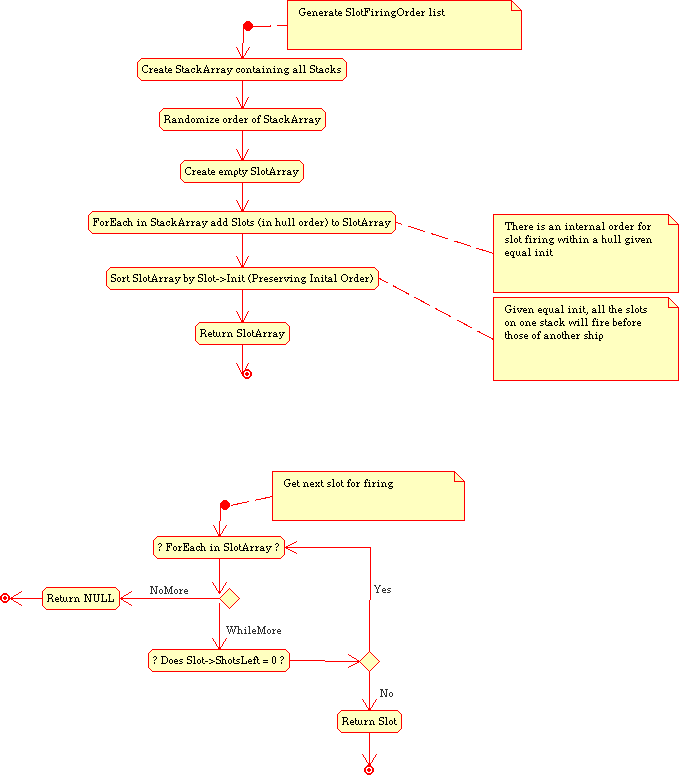 Generate SlotFiringOrder list
Create StackArray containing all Stacks
Randomize order of StackArray
Create empty SlotArray
ForEach in StackArray add Slots (in hull order) to SlotArray
There is an internal order for
slot firing within a hull given
equal init
Sort SlotArray by Slot->Init (Preserving Inital Order)
Given equal init, all the slots
on one stack will fire before
those of another ship
Return SlotArray
Get next slot for firing
? ForEach in SlotArray ?
Yes
NoMore
Return NULL
WhileMore
? Does Slot->ShotsLeft = 0 ?
No
Return Slot